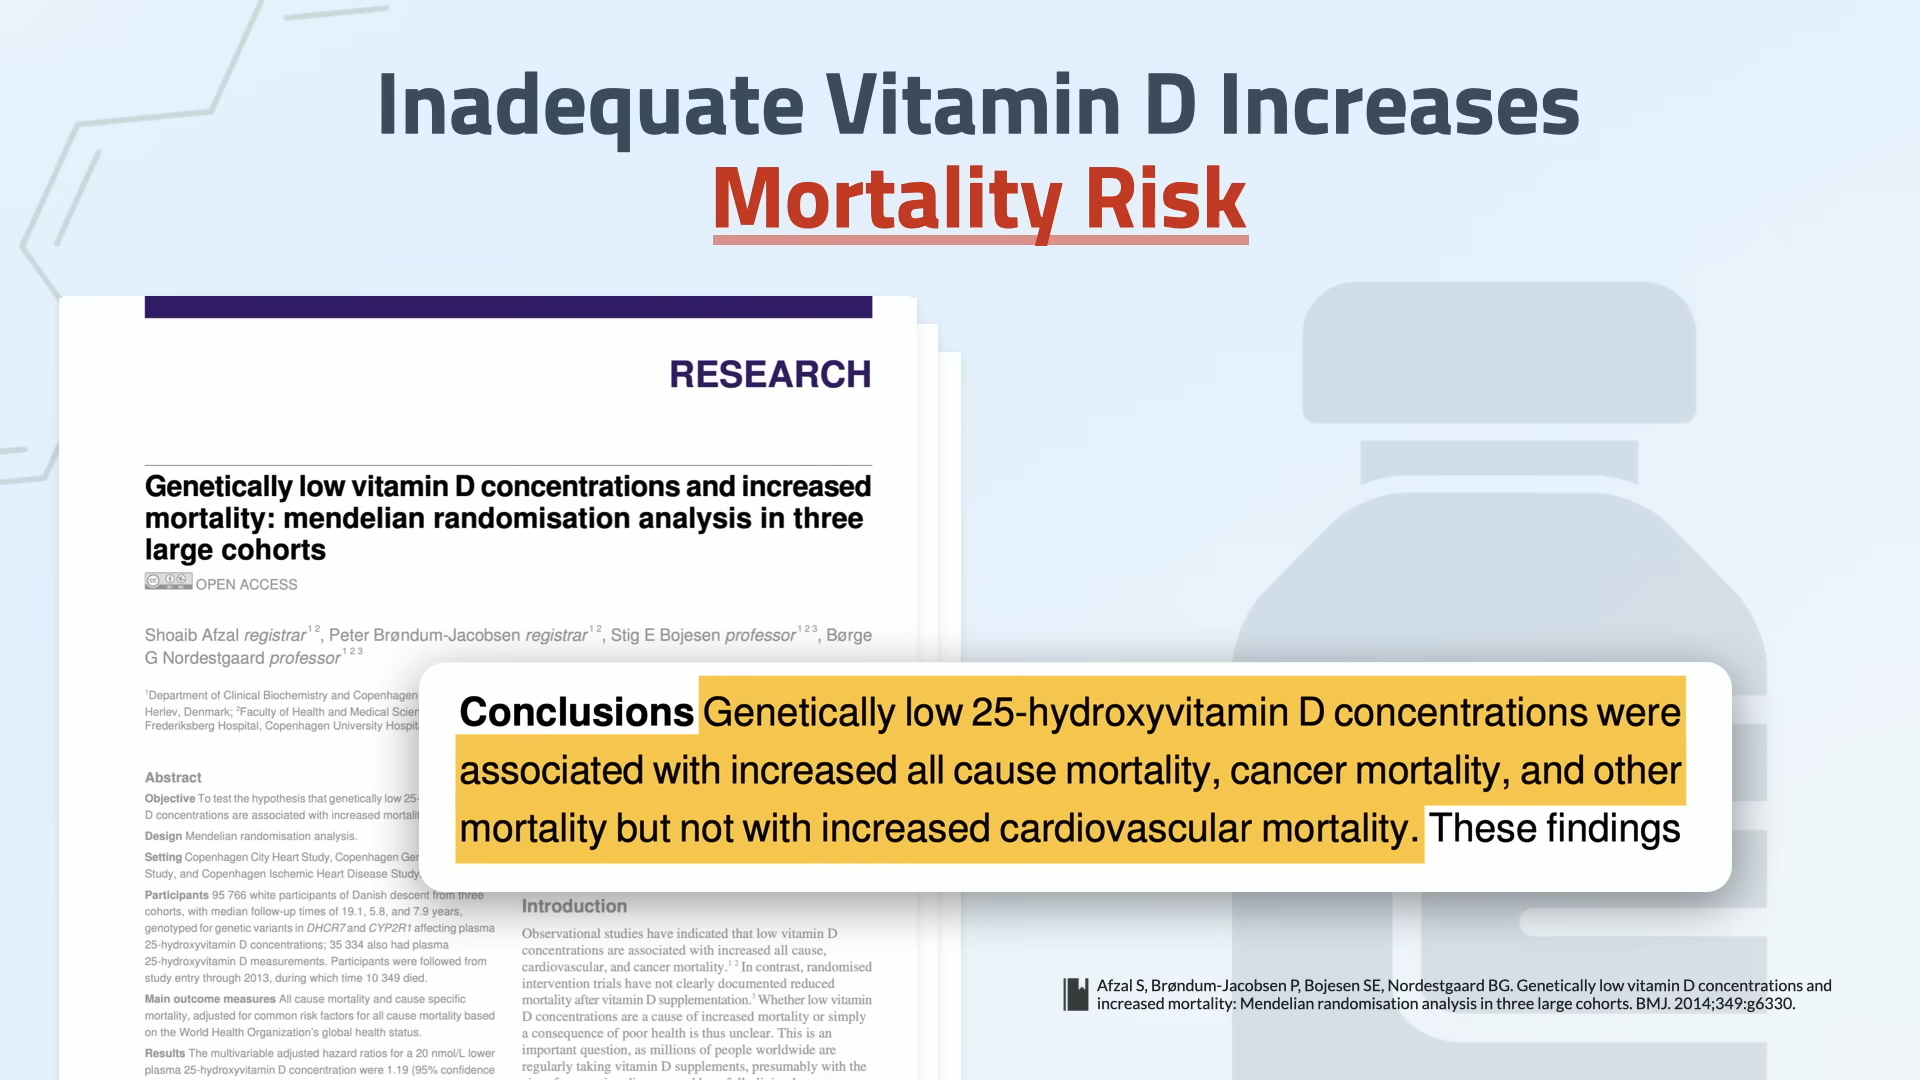 Inadequate Vitamin D Increases
Mortality Risk
RESEARCH
Genetically low vitamin D concentrations and increased
mortality: mendelian randomisation analysis in three
large cohorts
OPEN ACCESS
Shoaib Afzal registrar 1 2, Peter Brøndum-Jacobsen registrar 1 2, Stig E Bojesen professor 1 2 3, Børge
G Nordestgaard professor 1 2 3
1Department of Clinical Biochemistry and Copenhagen
Herlev, Denmark; 2Faculty of Health and Medical
Frederiksberg Hospital, Copenhagen University
Conclusions Genetically low 25-hydroxyvitamin D concentrations were
associated with increased all cause mortality, cancer mortality, and other
mortality but not with increased cardiovascular mortality. These findings
Abstract
Objective To test the hypothesis that genetically low 25-
D concentrations are associated with increased
Design Mendelian randomisation analysis.
Setting Copenhagen City Heart Study, Copenhagen
Study, and Copenhagen Ischemic Heart Disease Study
Participants 95 766 white participants of Danish descent from three
cohorts, with median follow-up times of 19.1, 5.8, and 7.9 years,
genotyped for genetic variants in DHCR7 and CYP2R1 affecting plasma
25-hydroxyvitamin D concentrations; 35 334 also had plasma
25-hydroxyvitamin D measurements. Participants were followed from
study entry through 2013, during which time 10 349 died.
Main outcome measures All cause mortality and cause specific
mortality, adjusted for common risk factors for all cause mortality based
on the World Health Organization's global health status.
Results The multivariable adjusted hazard ratios for a 20 nmol/L lower
plasma 25-hydroxyvitamin D concentration were 1.19 (95% confidence
Introduction
Observational studies have indicated that low vitamin D
concentrations are associated with increased all cause,
cardiovascular, and cancer mortality.1 2 In contrast, randomised
intervention trials have not clearly documented reduced
mortality after vitamin D supplementation.3 Whether low vitamin
D concentrations are a cause of increased mortality or simply
a consequence of poor health is thus unclear. This is an
important question, as millions of people worldwide are
regularly taking vitamin D supplements, presumably with the
Afzal S, Brøndum-Jacobsen P, Bojesen SE, Nordestgaard BG. Genetically low vitamin D concentrations and
increased mortality: Mendelian randomisation analysis in three large cohorts. BMJ. 2014;349:g6330.